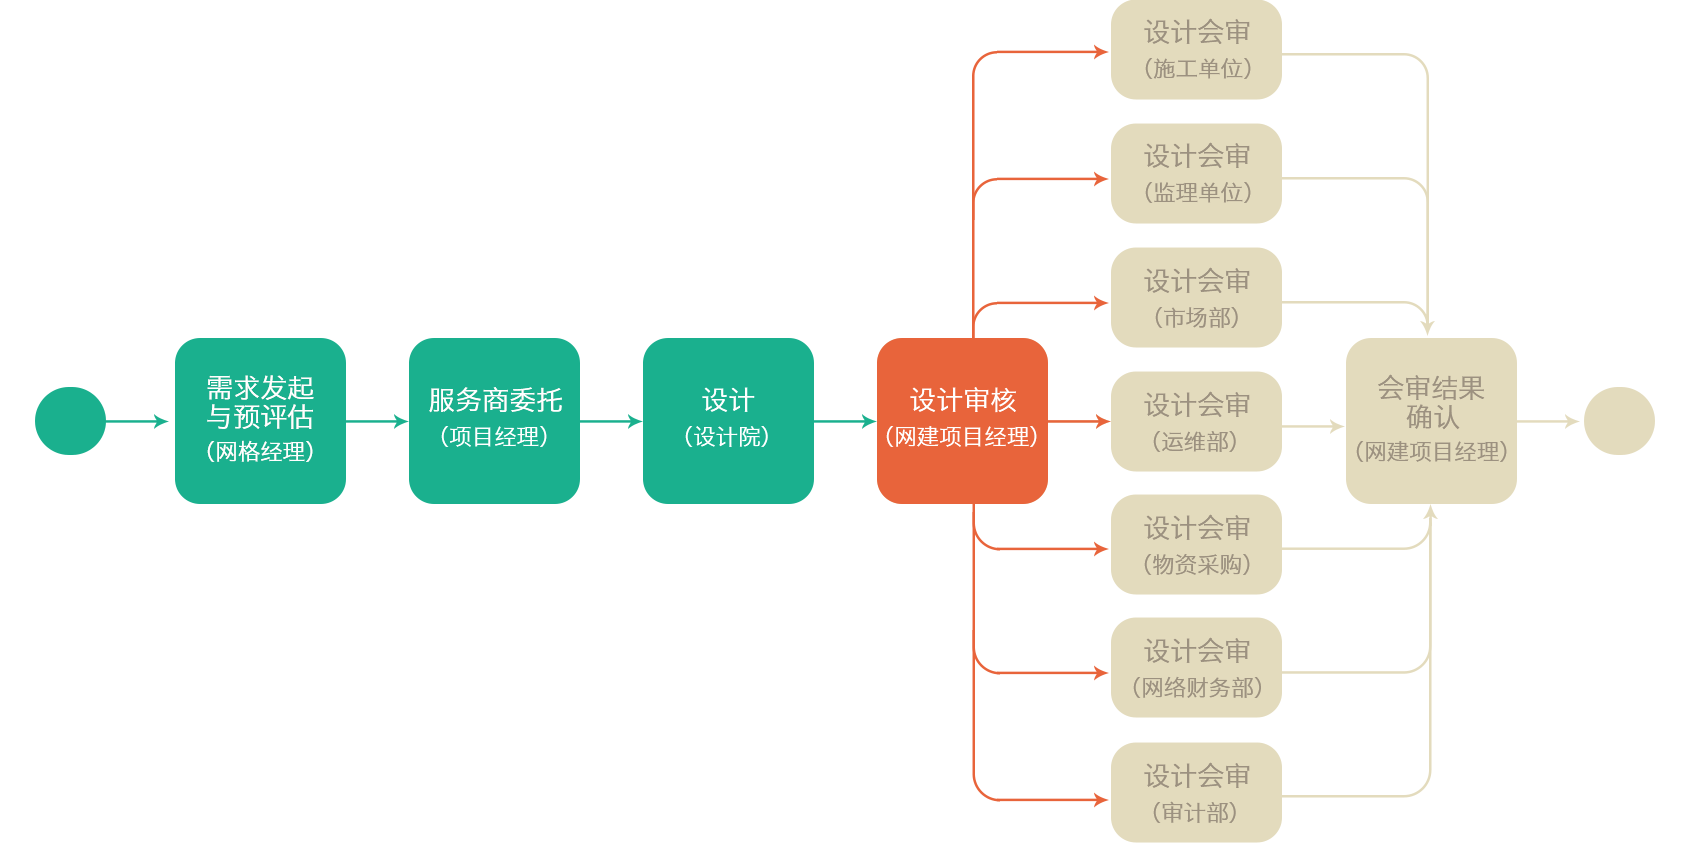 需求发起
与预评估
（网格经理）
服务商委托
（项目经理）
设计
（设计院）
设计审核
（网建项目经理）
设计会审
（施工单位）
设计会审
（监理单位）
设计会审
（市场部）
设计会审
（运维部）
设计会审
（物资采购）
设计会审
（网络财务部）
设计会审
（审计部）
会审结果
确认
（网建项目经理）